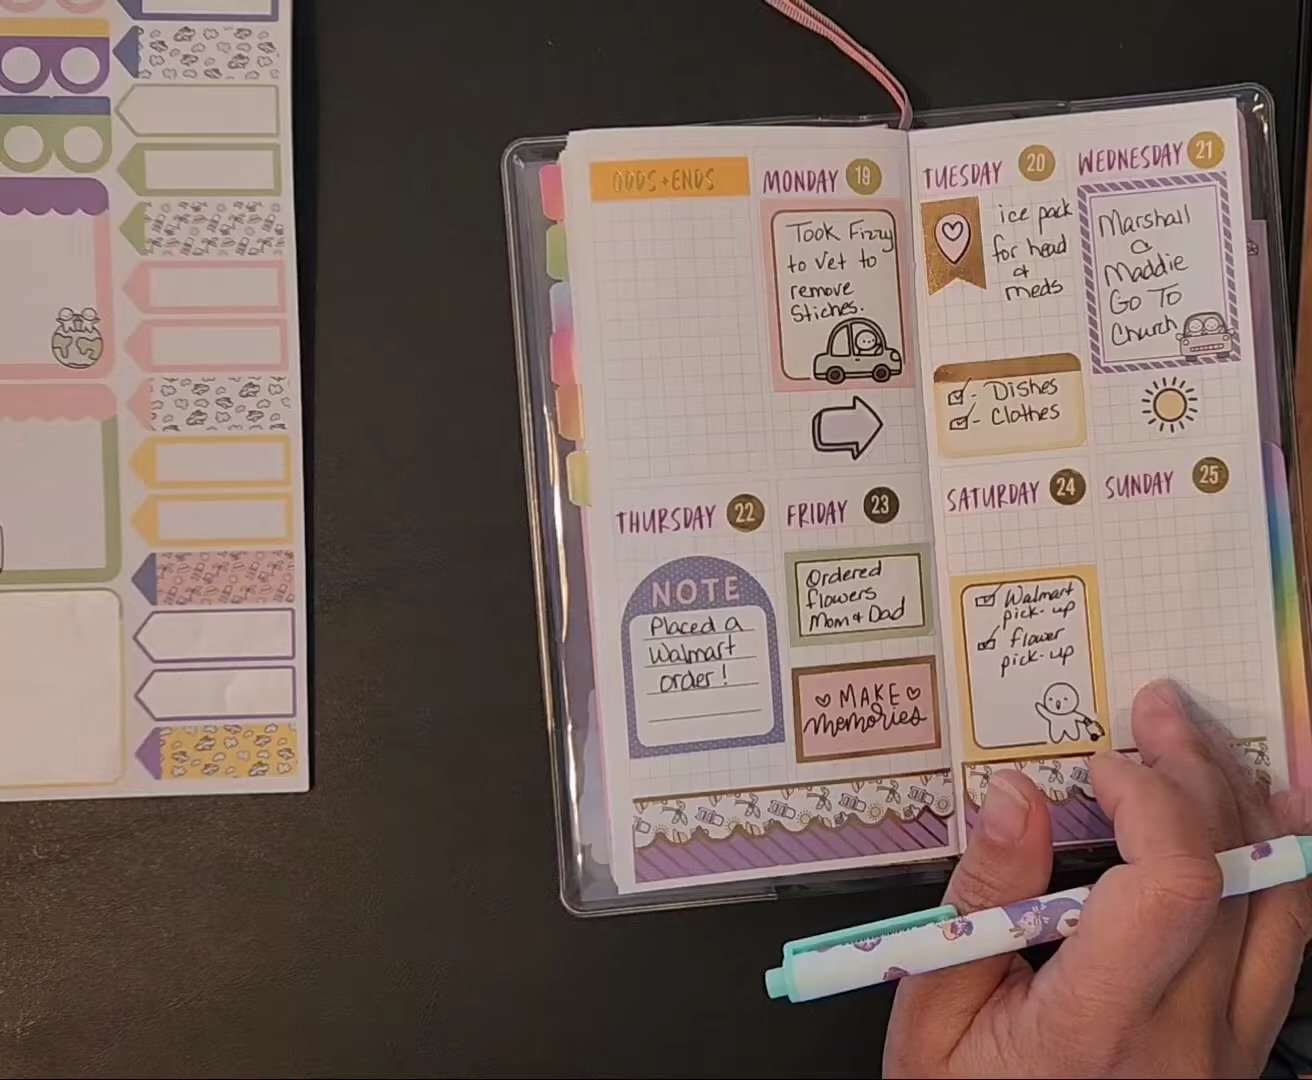 ODDS + ENDS
MONDAY 19
Took Fizzy
to Vet to
remove
Stiches.
TUESDAY 20
ice pack
for head
&
meds
- Dishes
- Clothes
WEDNESDAY 21
Marshall
&
Maddie
Go To
Church
THURSDAY 22
NOTE
Placed a
Walmart
order!
FRIDAY 23
Ordered
flowers
Mom & Dad
MAKE
memories
SATURDAY 24
Walmart
pick-up
flower
pick-up
SUNDAY 25